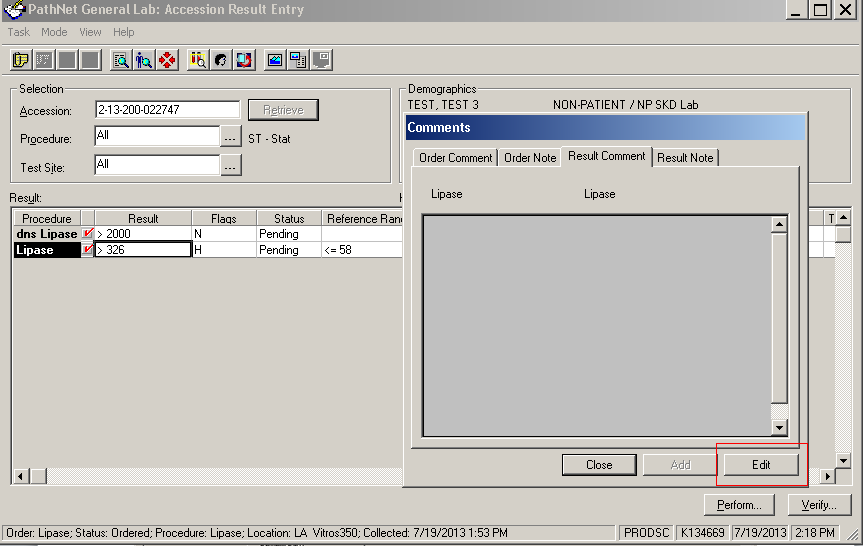 PathNet General Lab: Accession Result Entry
Task Mode View Help
Selection
Accession: 2-13-200-022747 Retrieve
Procedure: All ... ST - Stat
Test Site: All ...
Demographics
TEST, TEST 3 NON-PATIENT / NP SKD Lab
Comments
Order Comment Order Note Result Comment Result Note
Lipase Lipase
Result:
Procedure Result Flags Status Reference Rang T
dns Lipase > 2000 N Pending
Lipase > 326 H Pending <= 58
Close Add Edit
Perform... Verify...
Order: Lipase; Status: Ordered; Procedure: Lipase; Location: LA Vitros350; Collected: 7/19/2013 1:53 PM PRODSC K134669 7/19/2013 2:18 PM